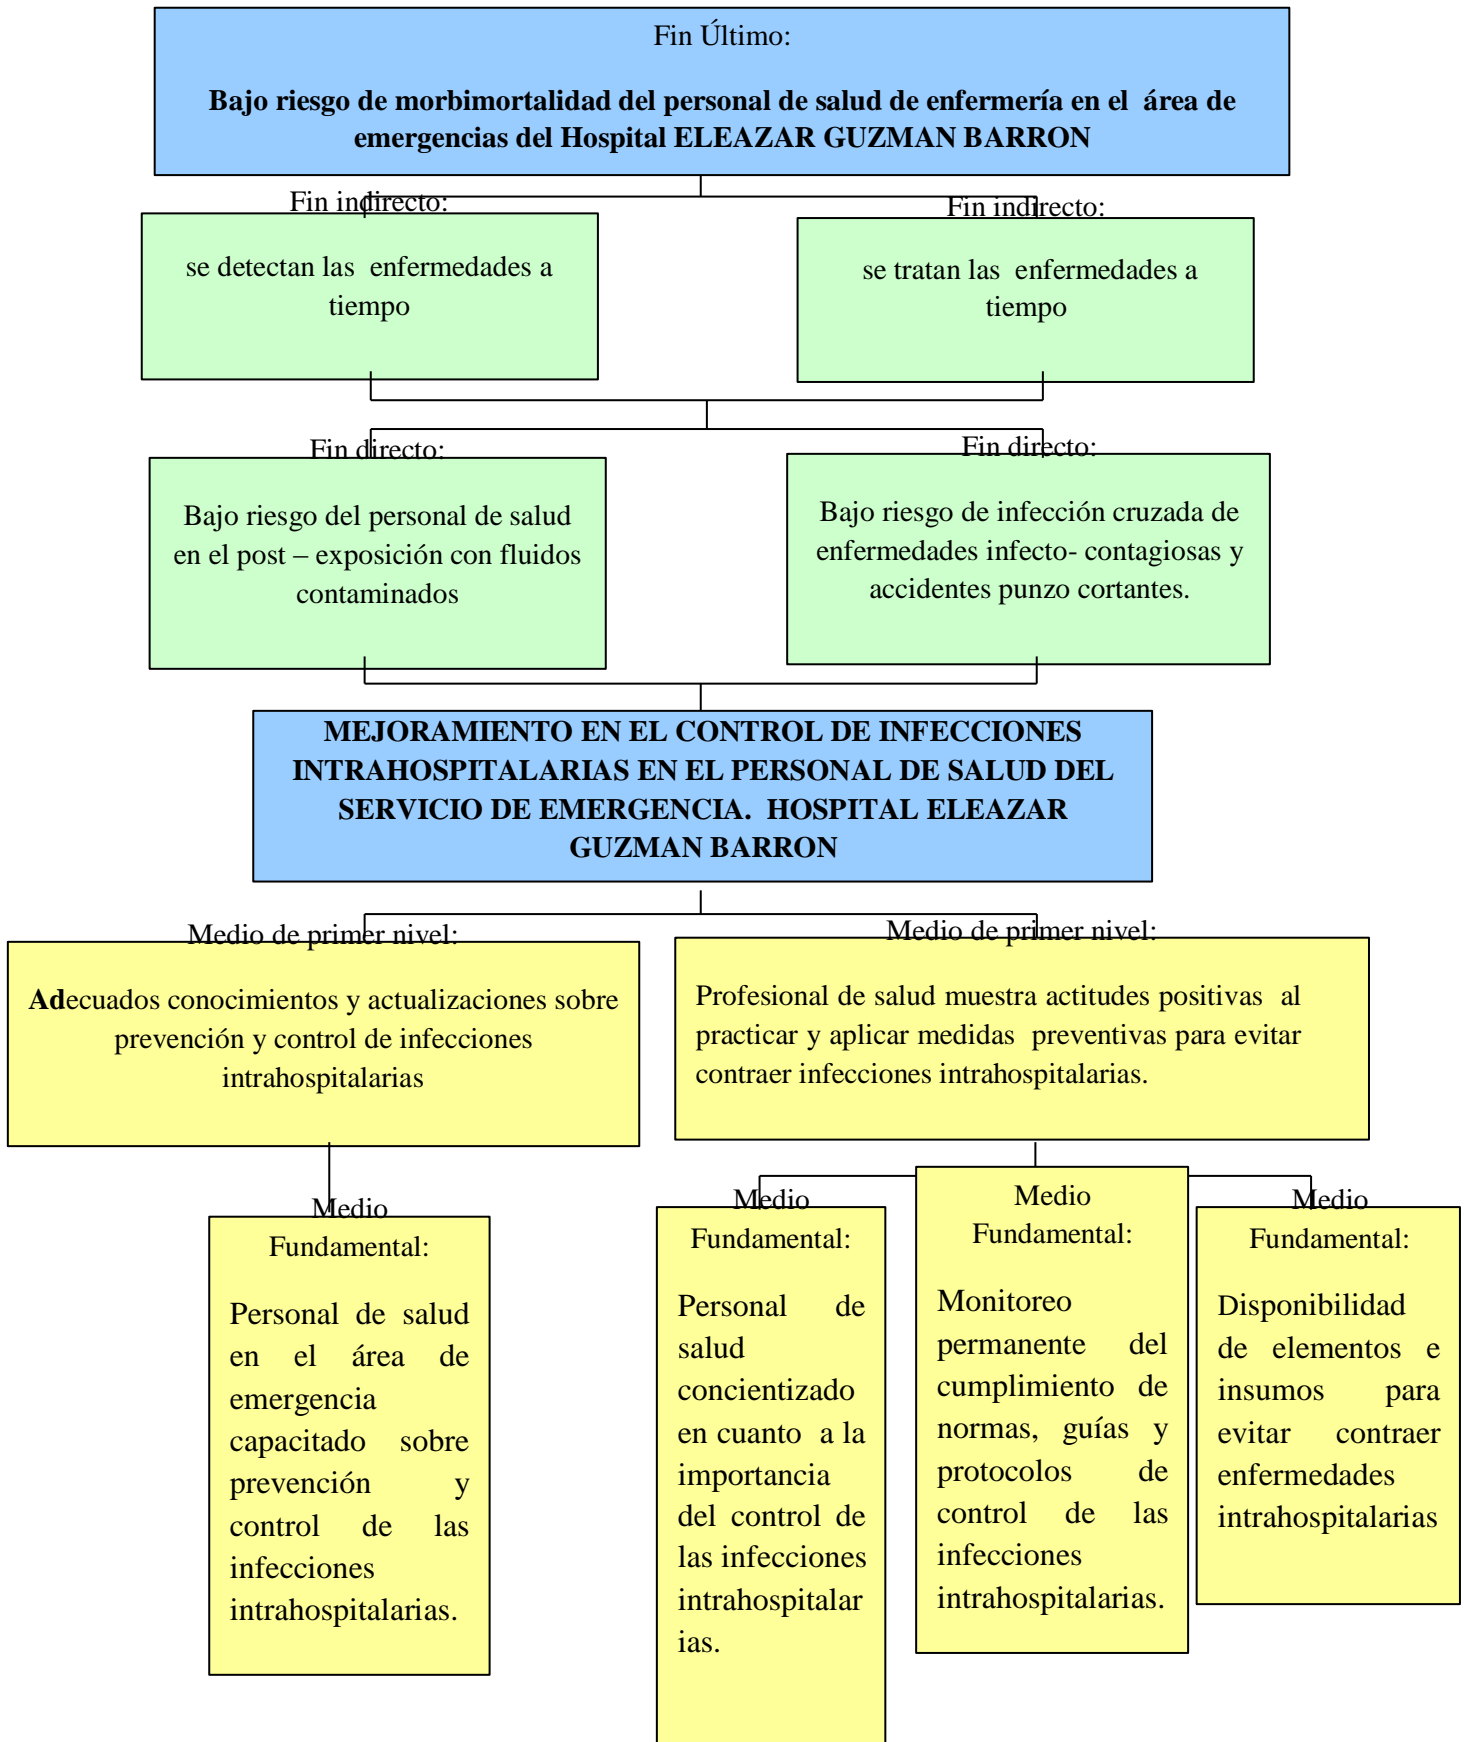 Fin Último:
Bajo riesgo de morbimortalidad del personal de salud de enfermería en el área de
emergencias del Hospital ELEAZAR GUZMAN BARRON
Fin indirecto:
se detectan las enfermedades a
tiempo
Fin indirecto:
se tratan las enfermedades a
tiempo
Fin directo:
Bajo riesgo del personal de salud
en el post – exposición con fluidos
contaminados
Fin directo:
Bajo riesgo de infección cruzada de
enfermedades infecto- contagiosas y
accidentes punzo cortantes.
MEJORAMIENTO EN EL CONTROL DE INFECCIONES
INTRAHOSPITALARIAS EN EL PERSONAL DE SALUD DEL
SERVICIO DE EMERGENCIA. HOSPITAL ELEAZAR
GUZMAN BARRON
Medio de primer nivel:
Adecuados conocimientos y actualizaciones sobre
prevención y control de infecciones
intrahospitalarias
Medio de primer nivel:
Profesional de salud muestra actitudes positivas al
practicar y aplicar medidas preventivas para evitar
contraer infecciones intrahospitalarias.
Medio
Fundamental:
Personal de salud
en el área de
emergencia
capacitado sobre
prevención y
control de las
infecciones
intrahospitalarias.
Medio
Fundamental:
Personal de
salud
concientizado
en cuanto a la
importancia
del control de
las infecciones
intrahospitalar
ias.
Medio
Fundamental:
Monitoreo
permanente del
cumplimiento de
normas, guías y
protocolos de
control de las
infecciones
intrahospitalarias.
Medio
Fundamental:
Disponibilidad
de elementos e
insumos para
evitar contraer
enfermedades
intrahospitalarias